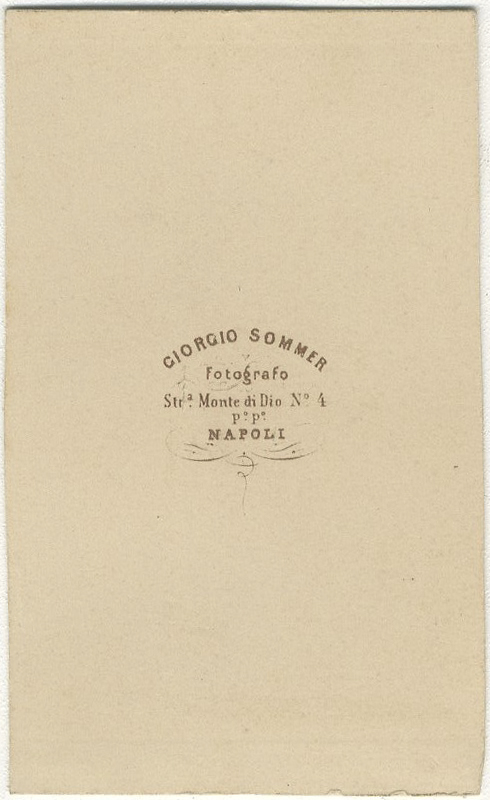 GIORGIO SOMMER
Fotografo
Str.ª Monte di Dio N.º 4
p.º p.º
NAPOLI